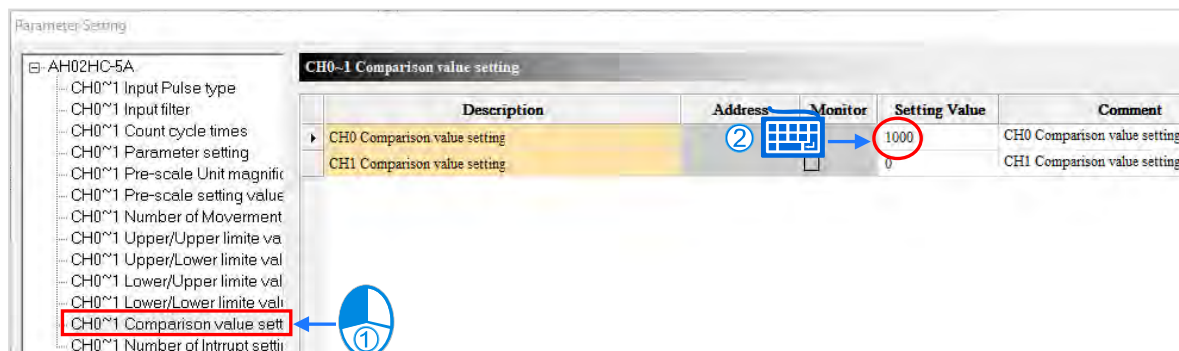 Parameter Setting
AH02HC-5A
CH0~1 Input Pulse type
CH0~1 Input filter
CH0~1 Count cycle times
CH0~1 Parameter setting
CH0~1 Pre-scale Unit magnific
CH0~1 Pre-scale setting value
CH0~1 Number of Moverment
CH0~1 Upper/Upper limite va
CH0~1 Upper/Lower limite val
CH0~1 Lower/Upper limite val
CH0~1 Lower/Lower limite valu
CH0~1 Comparison value sett
CH0~1 Number of Intrrupt settin
1
CH0~1 Comparison value setting
Description Address Monitor Setting Value Comment
CH0 Comparison value setting 2 1000 CH0 Comparison value setting
CH1 Comparison value setting 0 CH1 Comparison value setting